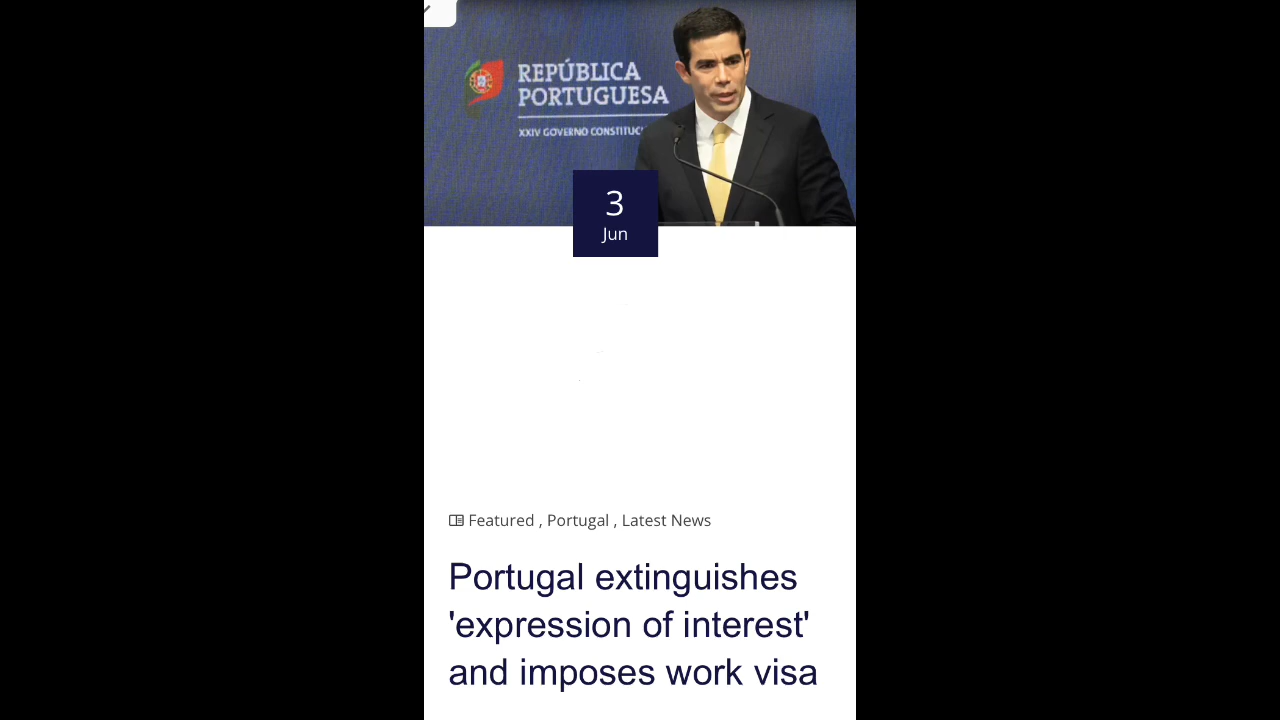 REPÚBLICA
PORTUGUESA
XXIV GOVERNO
3
Jun
Featured , Portugal , Latest News
Portugal extinguishes
'expression of interest'
and imposes work visa